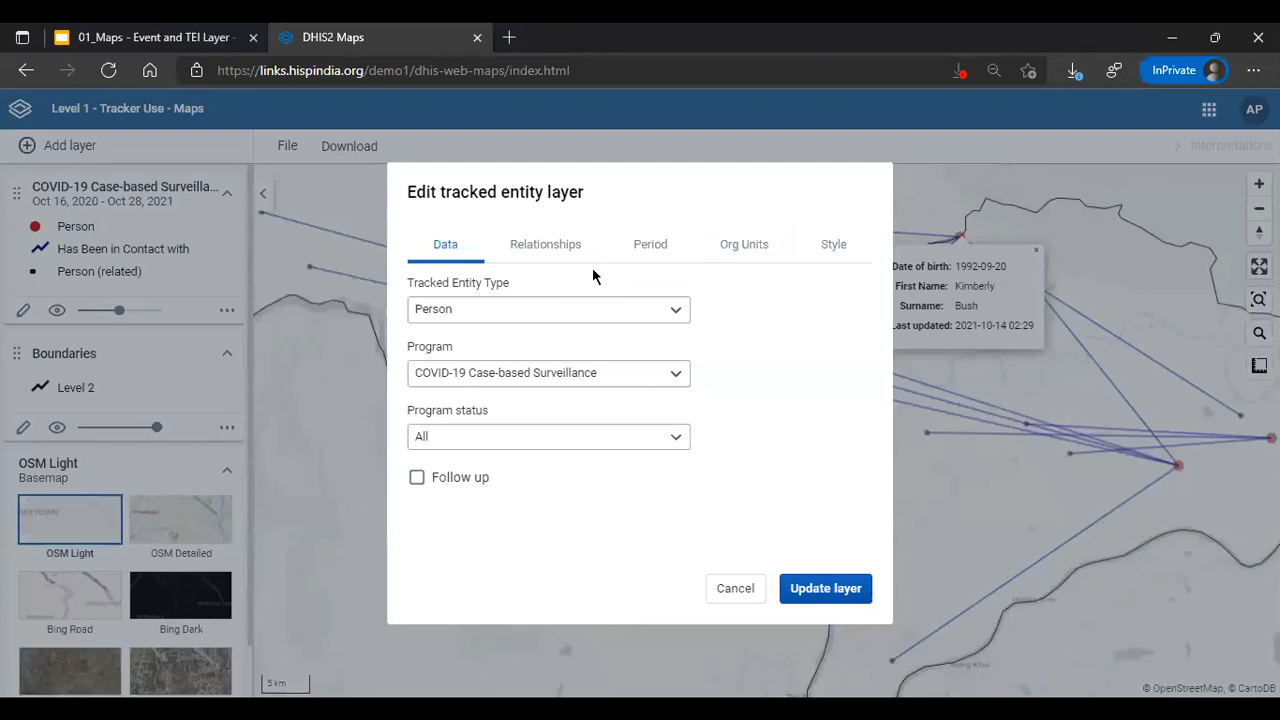 01_Maps - Event and TEI Layer -
DHIS2 Maps
https://links.hispindia.org/demo1/dhis-web-maps/index.html
InPrivate
Level 1 - Tracker Use - Maps
AP
Add layer
File
Download
Interpretations
COVID-19 Case-based Surveilla...
Oct 16, 2020 - Oct 28, 2021
Person
Has Been in Contact with
Person (related)
Boundaries
Level 2
OSM Light
Basemap
OSM Light
OSM Detailed
Bing Road
Bing Dark
Edit tracked entity layer
Data
Relationships
Period
Org Units
Style
Tracked Entity Type
Person
Program
COVID-19 Case-based Surveillance
Program status
All
Follow up
Cancel
Update layer
Date of birth: 1992-09-20
First Name: Kimberly
Surname: Bush
Last updated: 2021-10-14 02:29
5 km
© OpenStreetMap, © CartoDB